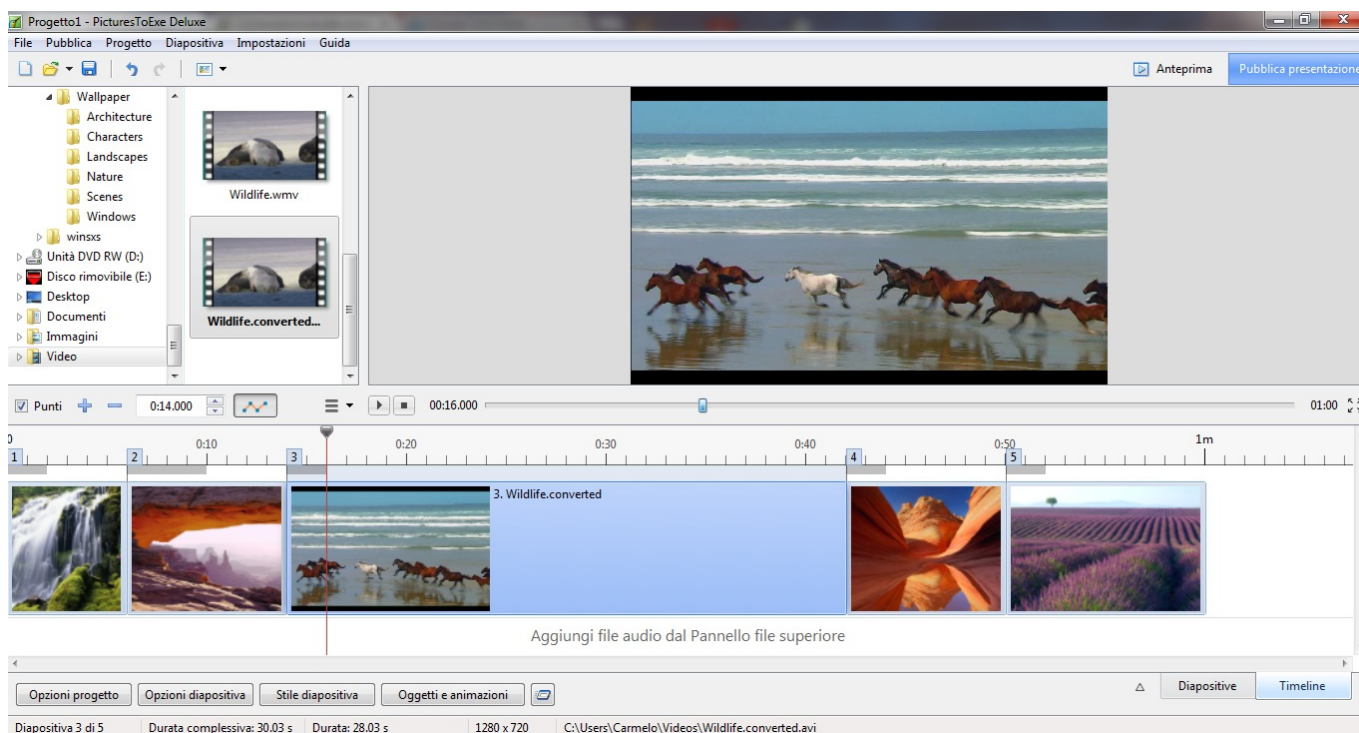 Progetto1 - PicturesToExe Deluxe
File Pubblica Progetto Diapositiva Impostazioni Guida
Anteprima Pubblica presentazione
Wallpaper
Architecture
Characters
Landscapes
Nature
Scenes
Windows
winsxs
Unità DVD RW (D:)
Disco rimovibile (E:)
Desktop
Documenti
Immagini
Video
Wildlife.wmv
Wildlife.converted...
Punti 0:14.000 00:16.000 01:00
0 0:10 0:20 0:30 0:40 0:50 1m
1 2 3 4 5
3. Wildlife.converted
Aggiungi file audio dal Pannello file superiore
Opzioni progetto Opzioni diapositiva Stile diapositiva Oggetti e animazioni Diapositive Timeline
Diapositiva 3 di 5 Durata complessiva: 30.03 s Durata: 28.03 s 1280 x 720 C:\Users\Carmelo\Videos\Wildlife.converted.avi